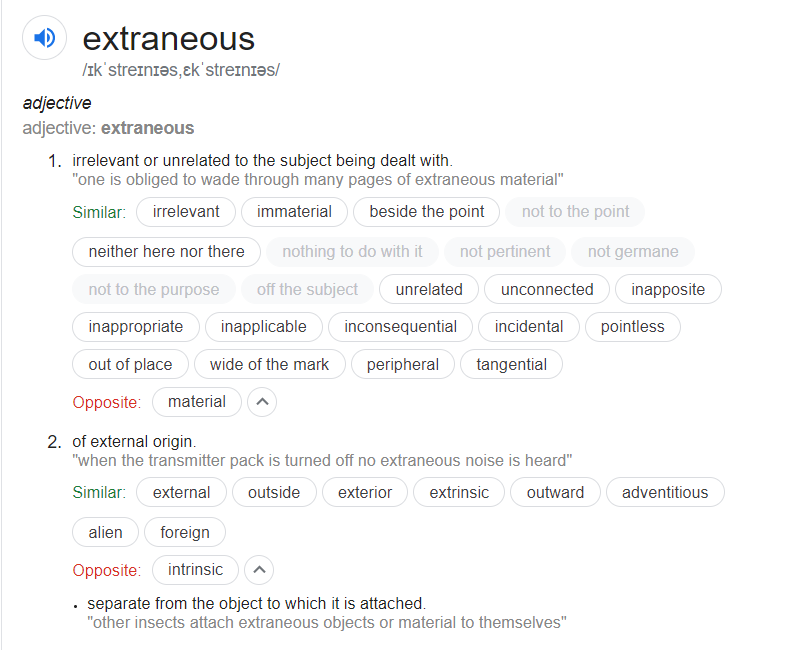 extraneous
/ɪkˈstreɪnɪəs,ɛkˈstreɪnɪəs/
adjective
adjective: extraneous
1. irrelevant or unrelated to the subject being dealt with.
"one is obliged to wade through many pages of extraneous material"
Similar: irrelevant immaterial beside the point not to the point
neither here nor there nothing to do with it not pertinent not germane
not to the purpose off the subject unrelated unconnected inapposite
inappropriate inapplicable inconsequential incidental pointless
out of place wide of the mark peripheral tangential
Opposite: material
2. of external origin.
"when the transmitter pack is turned off no extraneous noise is heard"
Similar: external outside exterior extrinsic outward adventitious
alien foreign
Opposite: intrinsic
• separate from the object to which it is attached.
"other insects attach extraneous objects or material to themselves"